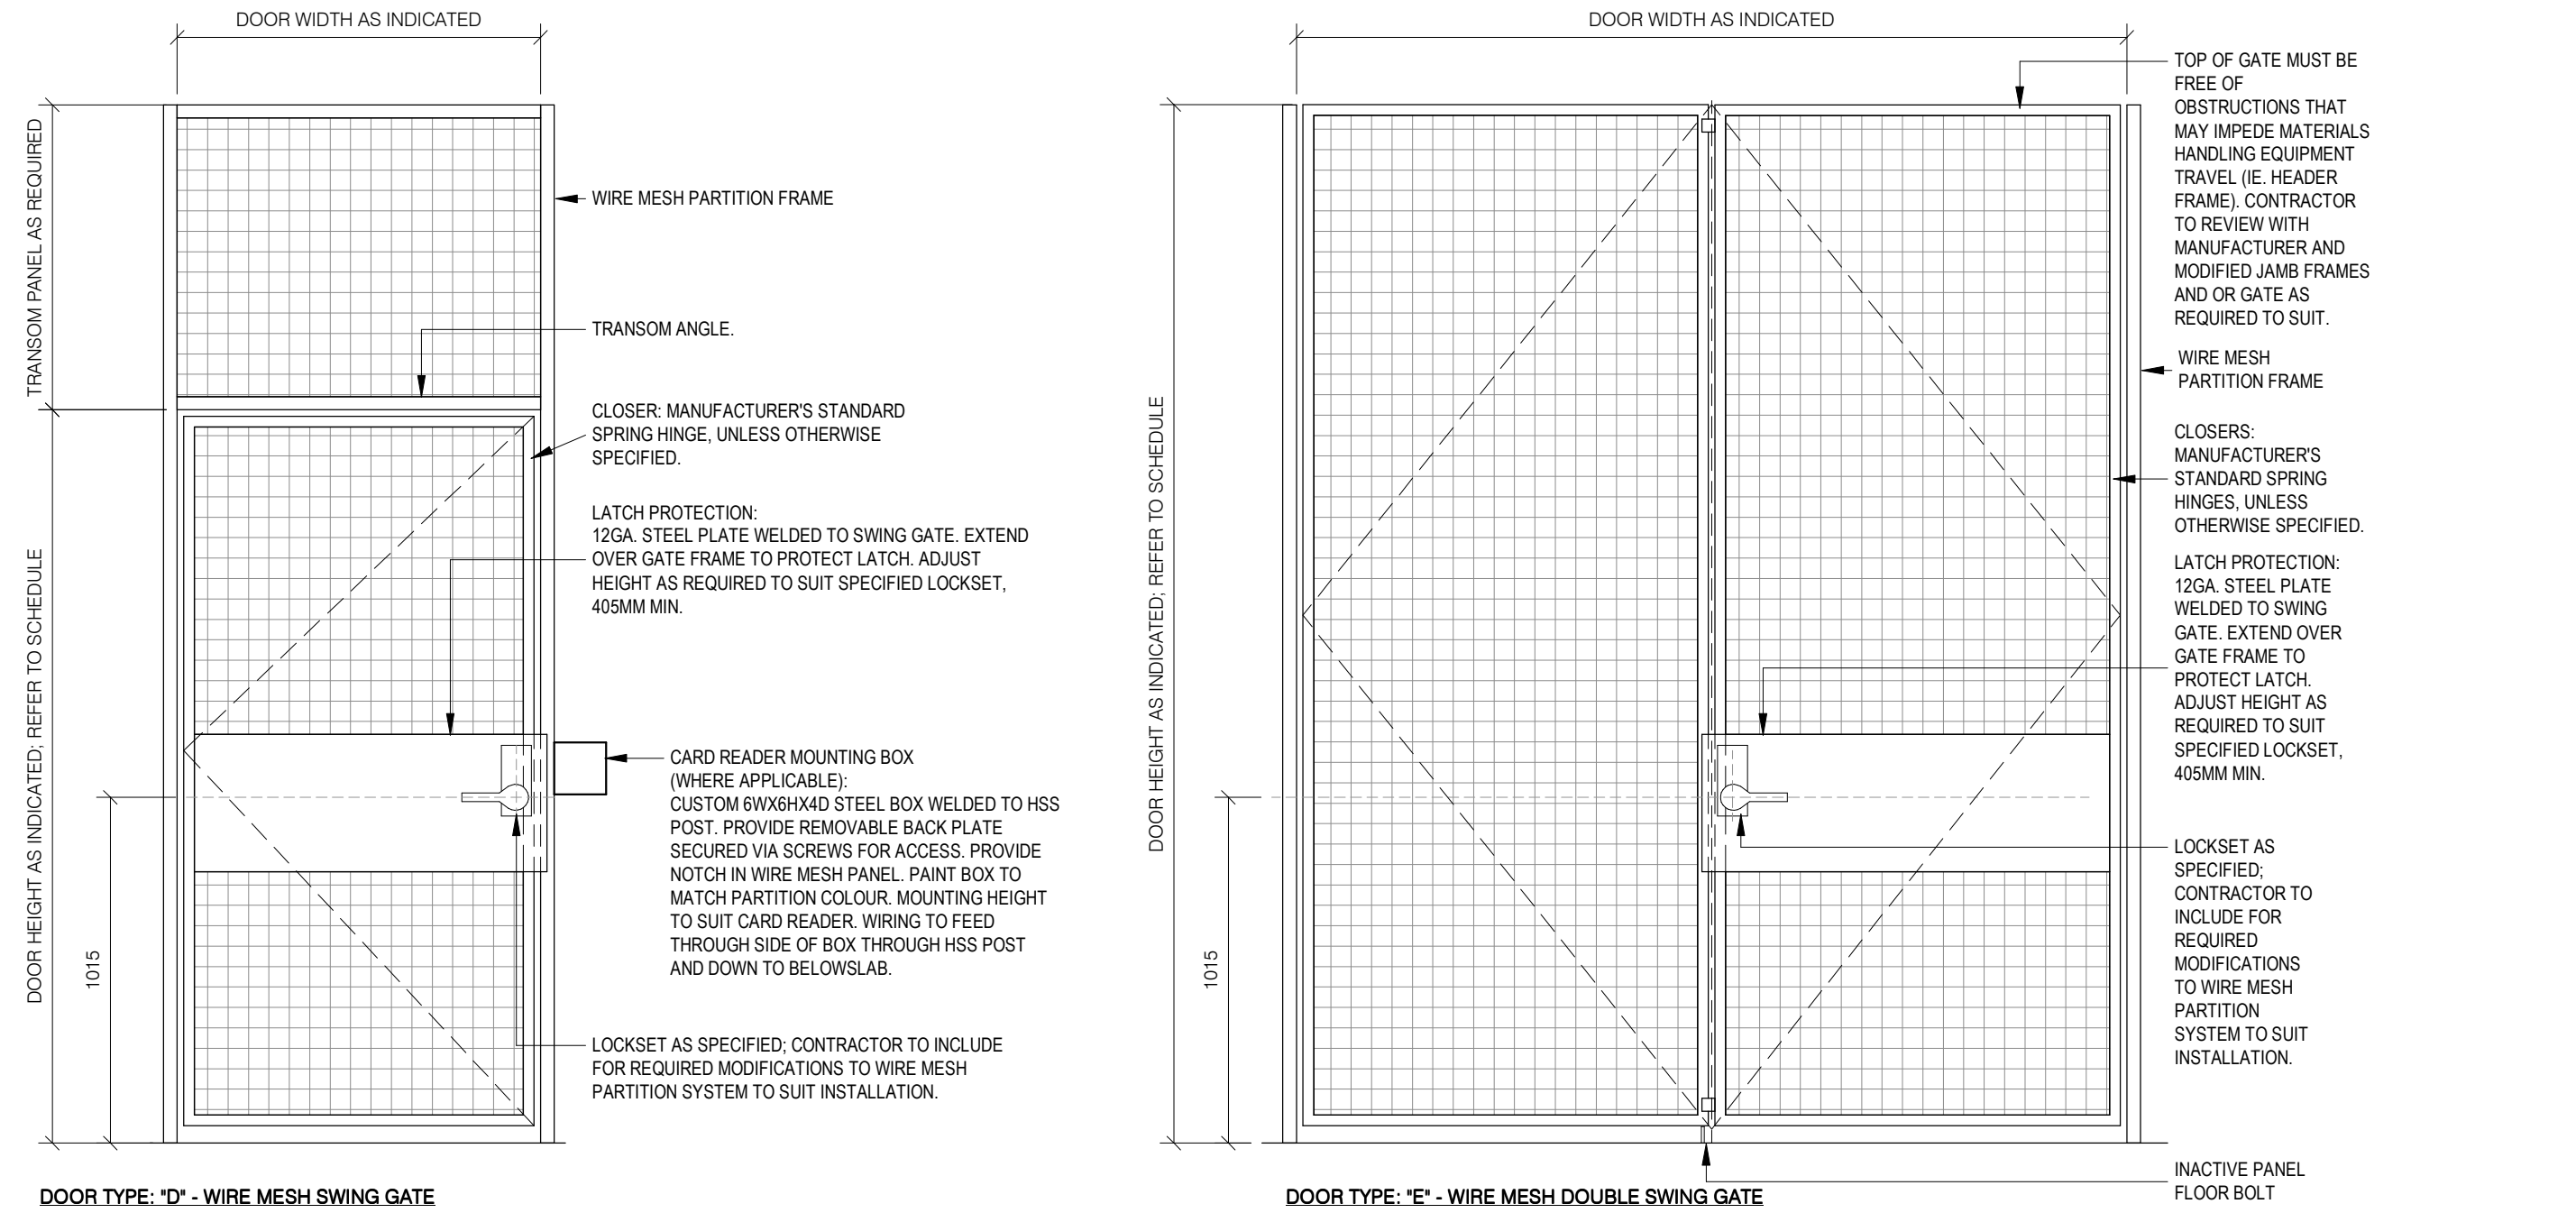 DOOR WIDTH AS INDICATED
TRANSOM PANEL AS REQUIRED
DOOR HEIGHT AS INDICATED; REFER TO SCHEDULE
1015
WIRE MESH PARTITION FRAME
TRANSOM ANGLE.
CLOSER: MANUFACTURER'S STANDARD
SPRING HINGE, UNLESS OTHERWISE
SPECIFIED.
LATCH PROTECTION:
12GA. STEEL PLATE WELDED TO SWING GATE. EXTEND
OVER GATE FRAME TO PROTECT LATCH. ADJUST
HEIGHT AS REQUIRED TO SUIT SPECIFIED LOCKSET,
405MM MIN.
CARD READER MOUNTING BOX
(WHERE APPLICABLE):
CUSTOM 6WX6HX4D STEEL BOX WELDED TO HSS
POST. PROVIDE REMOVABLE BACK PLATE
SECURED VIA SCREWS FOR ACCESS. PROVIDE
NOTCH IN WIRE MESH PANEL. PAINT BOX TO
MATCH PARTITION COLOUR. MOUNTING HEIGHT
TO SUIT CARD READER. WIRING TO FEED
THROUGH SIDE OF BOX THROUGH HSS POST
AND DOWN TO BELOWSLAB.
LOCKSET AS SPECIFIED; CONTRACTOR TO INCLUDE
FOR REQUIRED MODIFICATIONS TO WIRE MESH
PARTITION SYSTEM TO SUIT INSTALLATION.
DOOR TYPE: "D" - WIRE MESH SWING GATE
DOOR WIDTH AS INDICATED
DOOR HEIGHT AS INDICATED; REFER TO SCHEDULE
1015
TOP OF GATE MUST BE
FREE OF
OBSTRUCTIONS THAT
MAY IMPEDE MATERIALS
HANDLING EQUIPMENT
TRAVEL (IE. HEADER
FRAME). CONTRACTOR
TO REVIEW WITH
MANUFACTURER AND
MODIFIED JAMB FRAMES
AND OR GATE AS
REQUIRED TO SUIT.
WIRE MESH
PARTITION FRAME
CLOSERS:
MANUFACTURER'S
STANDARD SPRING
HINGES, UNLESS
OTHERWISE SPECIFIED.
LATCH PROTECTION:
12GA. STEEL PLATE
WELDED TO SWING
GATE. EXTEND OVER
GATE FRAME TO
PROTECT LATCH.
ADJUST HEIGHT AS
REQUIRED TO SUIT
SPECIFIED LOCKSET,
405MM MIN.
LOCKSET AS
SPECIFIED;
CONTRACTOR TO
INCLUDE FOR
REQUIRED
MODIFICATIONS
TO WIRE MESH
PARTITION
SYSTEM TO SUIT
INSTALLATION.
INACTIVE PANEL
FLOOR BOLT
DOOR TYPE: "E" - WIRE MESH DOUBLE SWING GATE